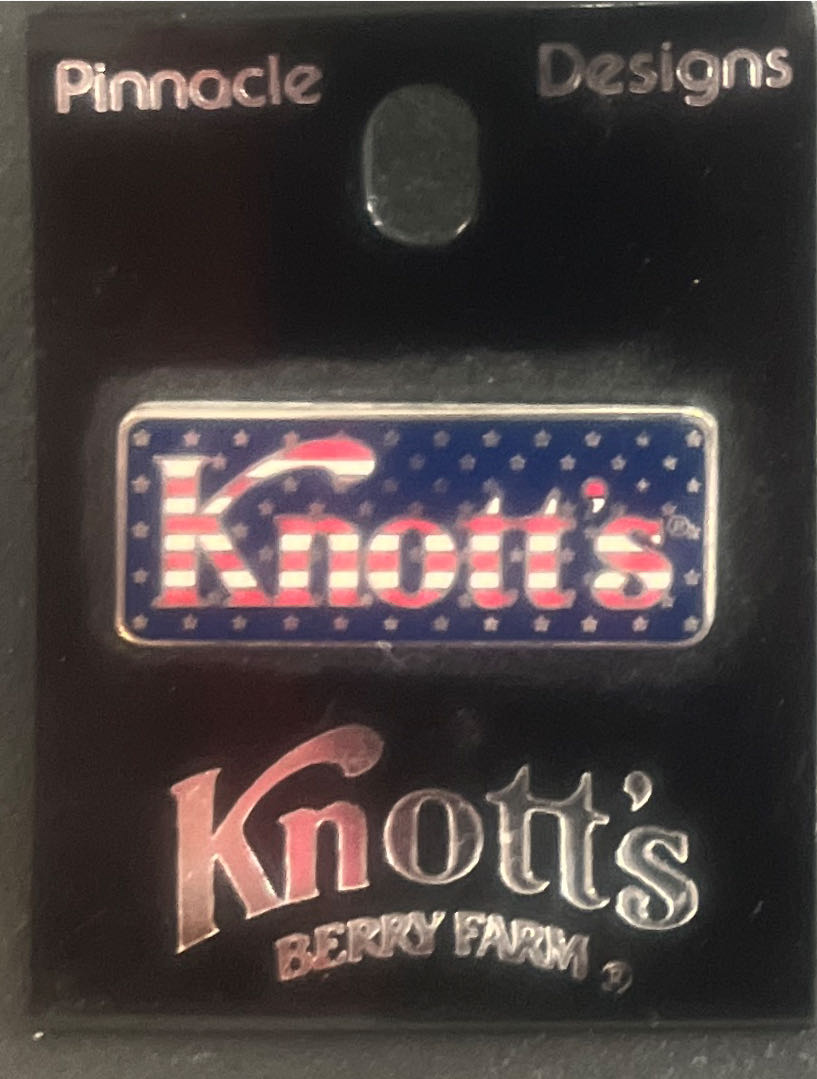 Pinnacle Designs
Knott's®
Knott's
BERRY FARM®